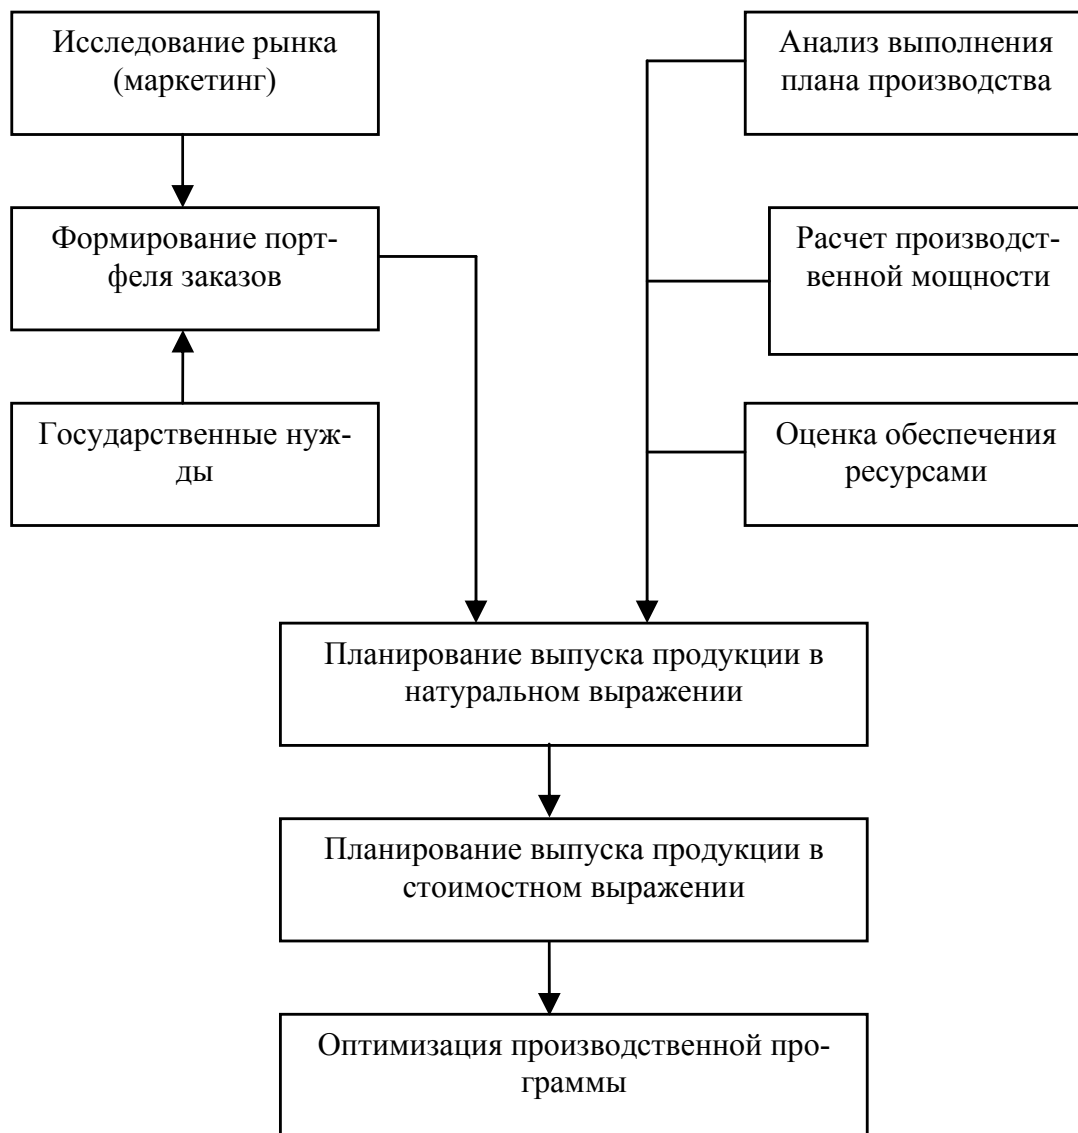 Исследование рынка
(маркетинг)
Анализ выполнения
плана производства
Формирование порт-
феля заказов
Расчет производст-
венной мощности
Государственные нуж-
ды
Оценка обеспечения
ресурсами
Планирование выпуска продукции в
натуральном выражении
Планирование выпуска продукции в
стоимостном выражении
Оптимизация производственной про-
граммы